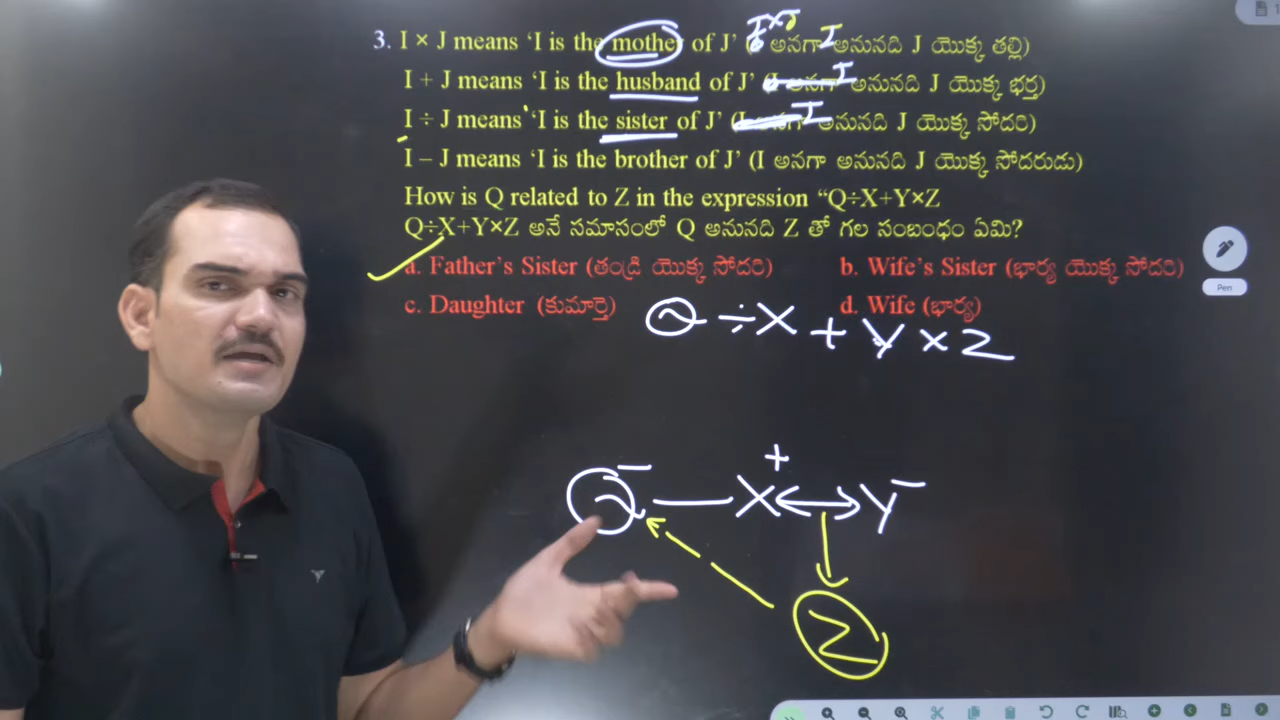 3. I × J means ‘I is the mother of J’ ( అనగా I అనునది J యొక్క తల్లి)
I × J
I + J means ‘I is the husband of J’ (I అనగా I అనునది J యొక్క భర్త)
I ÷ J means ‘I is the sister of J’ (I అనగా I అనునది J యొక్క సోదరి)
I – J means ‘I is the brother of J’ (I అనగా అనునది J యొక్క సోదరుడు)
How is Q related to Z in the expression “Q÷X+Y×Z
Q÷X+Y×Z అనే సమాసంలో Q అనునది Z తో గల సంబంధం ఏమి?
a. Father’s Sister (తండ్రి యొక్క సోదరి) b. Wife’s Sister (భార్య యొక్క సోదరి)
c. Daughter (కుమార్తె) d. Wife (భార్య)
Q ÷ X + Y × Z
Q – X + Y –
Z
Pen